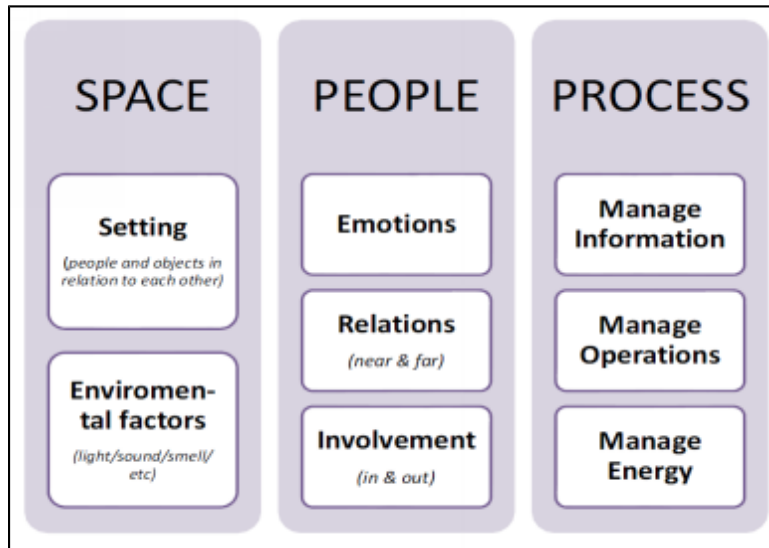 SPACE
Setting
(people and objects in
relation to each other)
Enviromen-
tal factors
(light/sound/smell/
etc)
PEOPLE
Emotions
Relations
(near & far)
Involvement
(in & out)
PROCESS
Manage
Information
Manage
Operations
Manage
Energy